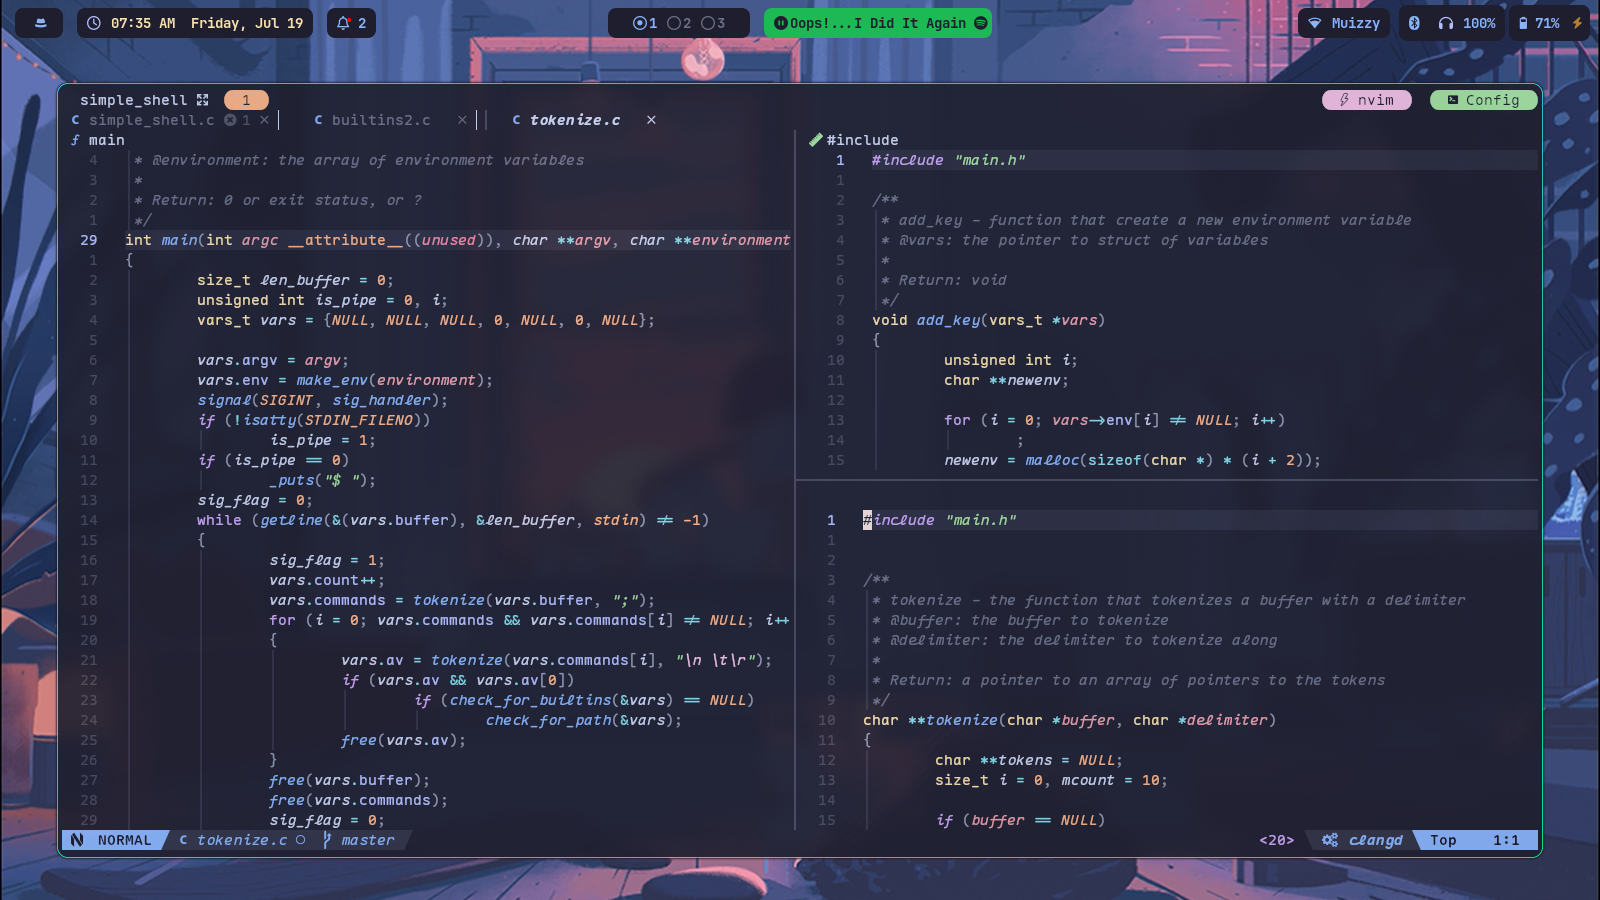 07:35 AM  Friday, Jul 19
2
1 2 3
Oops!...I Did It Again
Muizzy
100%
71%
simple_shell
1
nvim
Config
C simple_shell.c 1 ×
C builtins2.c ×
C tokenize.c ×
ƒ main
4  * @environment: the array of environment variables
3  *
2  * Return: 0 or exit status, or ?
1  */
29 int main(int argc __attribute__((unused)), char **argv, char **environment
1 {
2         size_t len_buffer = 0;
3         unsigned int is_pipe = 0, i;
4         vars_t vars = {NULL, NULL, NULL, 0, NULL, 0, NULL};
5
6         vars.argv = argv;
7         vars.env = make_env(environment);
8         signal(SIGINT, sig_handler);
9         if (!isatty(STDIN_FILENO))
10                 is_pipe = 1;
11         if (is_pipe == 0)
12                 _puts("$ ");
13         sig_flag = 0;
14         while (getline(&(vars.buffer), &len_buffer, stdin) != -1)
15         {
16                 sig_flag = 1;
17                 vars.count++;
18                 vars.commands = tokenize(vars.buffer, ";");
19                 for (i = 0; vars.commands && vars.commands[i] != NULL; i++
20                 {
21                         vars.av = tokenize(vars.commands[i], "\n \t\r");
22                         if (vars.av && vars.av[0])
23                                 if (check_for_builtins(&vars) == NULL)
24                                         check_for_path(&vars);
25                         free(vars.av);
26                 }
27                 free(vars.buffer);
28                 free(vars.commands);
29                 sig_flag = 0;
#include
1 #include "main.h"
1
2 /**
3  * add_key - function that create a new environment variable
4  * @vars: the pointer to struct of variables
5  *
6  * Return: void
7  */
8 void add_key(vars_t *vars)
9 {
10         unsigned int i;
11         char **newenv;
12
13         for (i = 0; vars->env[i] != NULL; i++)
14                 ;
15         newenv = malloc(sizeof(char *) * (i + 2));
1 #include "main.h"
1
2
3 /**
4  * tokenize - the function that tokenizes a buffer with a delimiter
5  * @buffer: the buffer to tokenize
6  * @delimiter: the delimiter to tokenize along
7  *
8  * Return: a pointer to an array of pointers to the tokens
9  */
10 char **tokenize(char *buffer, char *delimiter)
11 {
12         char **tokens = NULL;
13         size_t i = 0, mcount = 10;
14
15         if (buffer == NULL)
NORMAL
C tokenize.c
master
<20>
clangd
Top 1:1